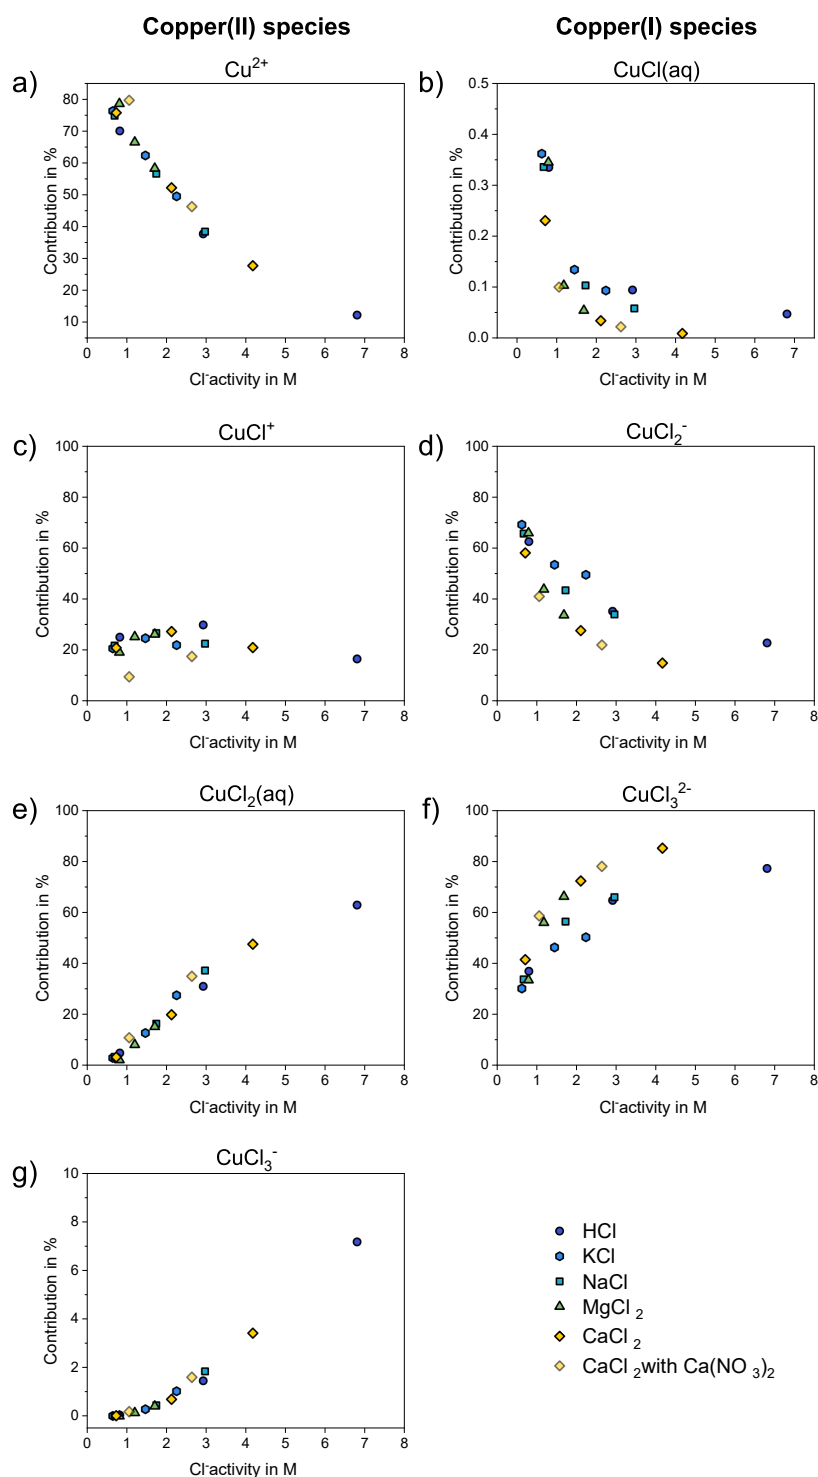 Copper(II) species
Copper(I) species
a)
Cu²⁺
80
70
60
50
40
30
20
10
Contribution in %
0 1 2 3 4 5 6 7 8
Cl⁻activity in M
b)
CuCl(aq)
0.5
0.4
0.3
0.2
0.1
0.0
Contribution in %
0 1 2 3 4 5 6 7
Cl⁻activity in M
c)
CuCl⁺
100
80
60
40
20
0
Contribution in %
0 1 2 3 4 5 6 7 8
Cl⁻activity in M
d)
CuCl₂⁻
100
80
60
40
20
0
Contribution in %
0 1 2 3 4 5 6 7 8
Cl⁻activity in M
e)
CuCl₂(aq)
100
80
60
40
20
0
Contribution in %
0 1 2 3 4 5 6 7 8
Cl⁻activity in M
f)
CuCl₃²⁻
100
80
60
40
20
0
Contribution in %
0 1 2 3 4 5 6 7 8
Cl⁻activity in M
g)
CuCl₃⁻
10
8
6
4
2
0
Contribution in %
0 1 2 3 4 5 6 7 8
Cl⁻activity in M
HCl
KCl
NaCl
MgCl₂
CaCl₂
CaCl₂with Ca(NO₃)₂